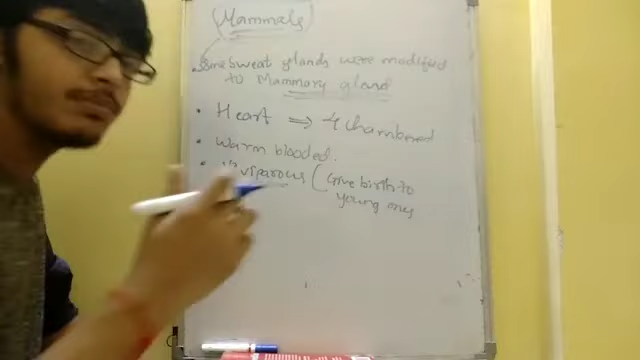 (Mammals)
• Some sweat glands were modified
to Mammary gland
• Heart ⇒ 4 Chambered
• Warm blooded.
• Viviparous (Give birth to
young ones